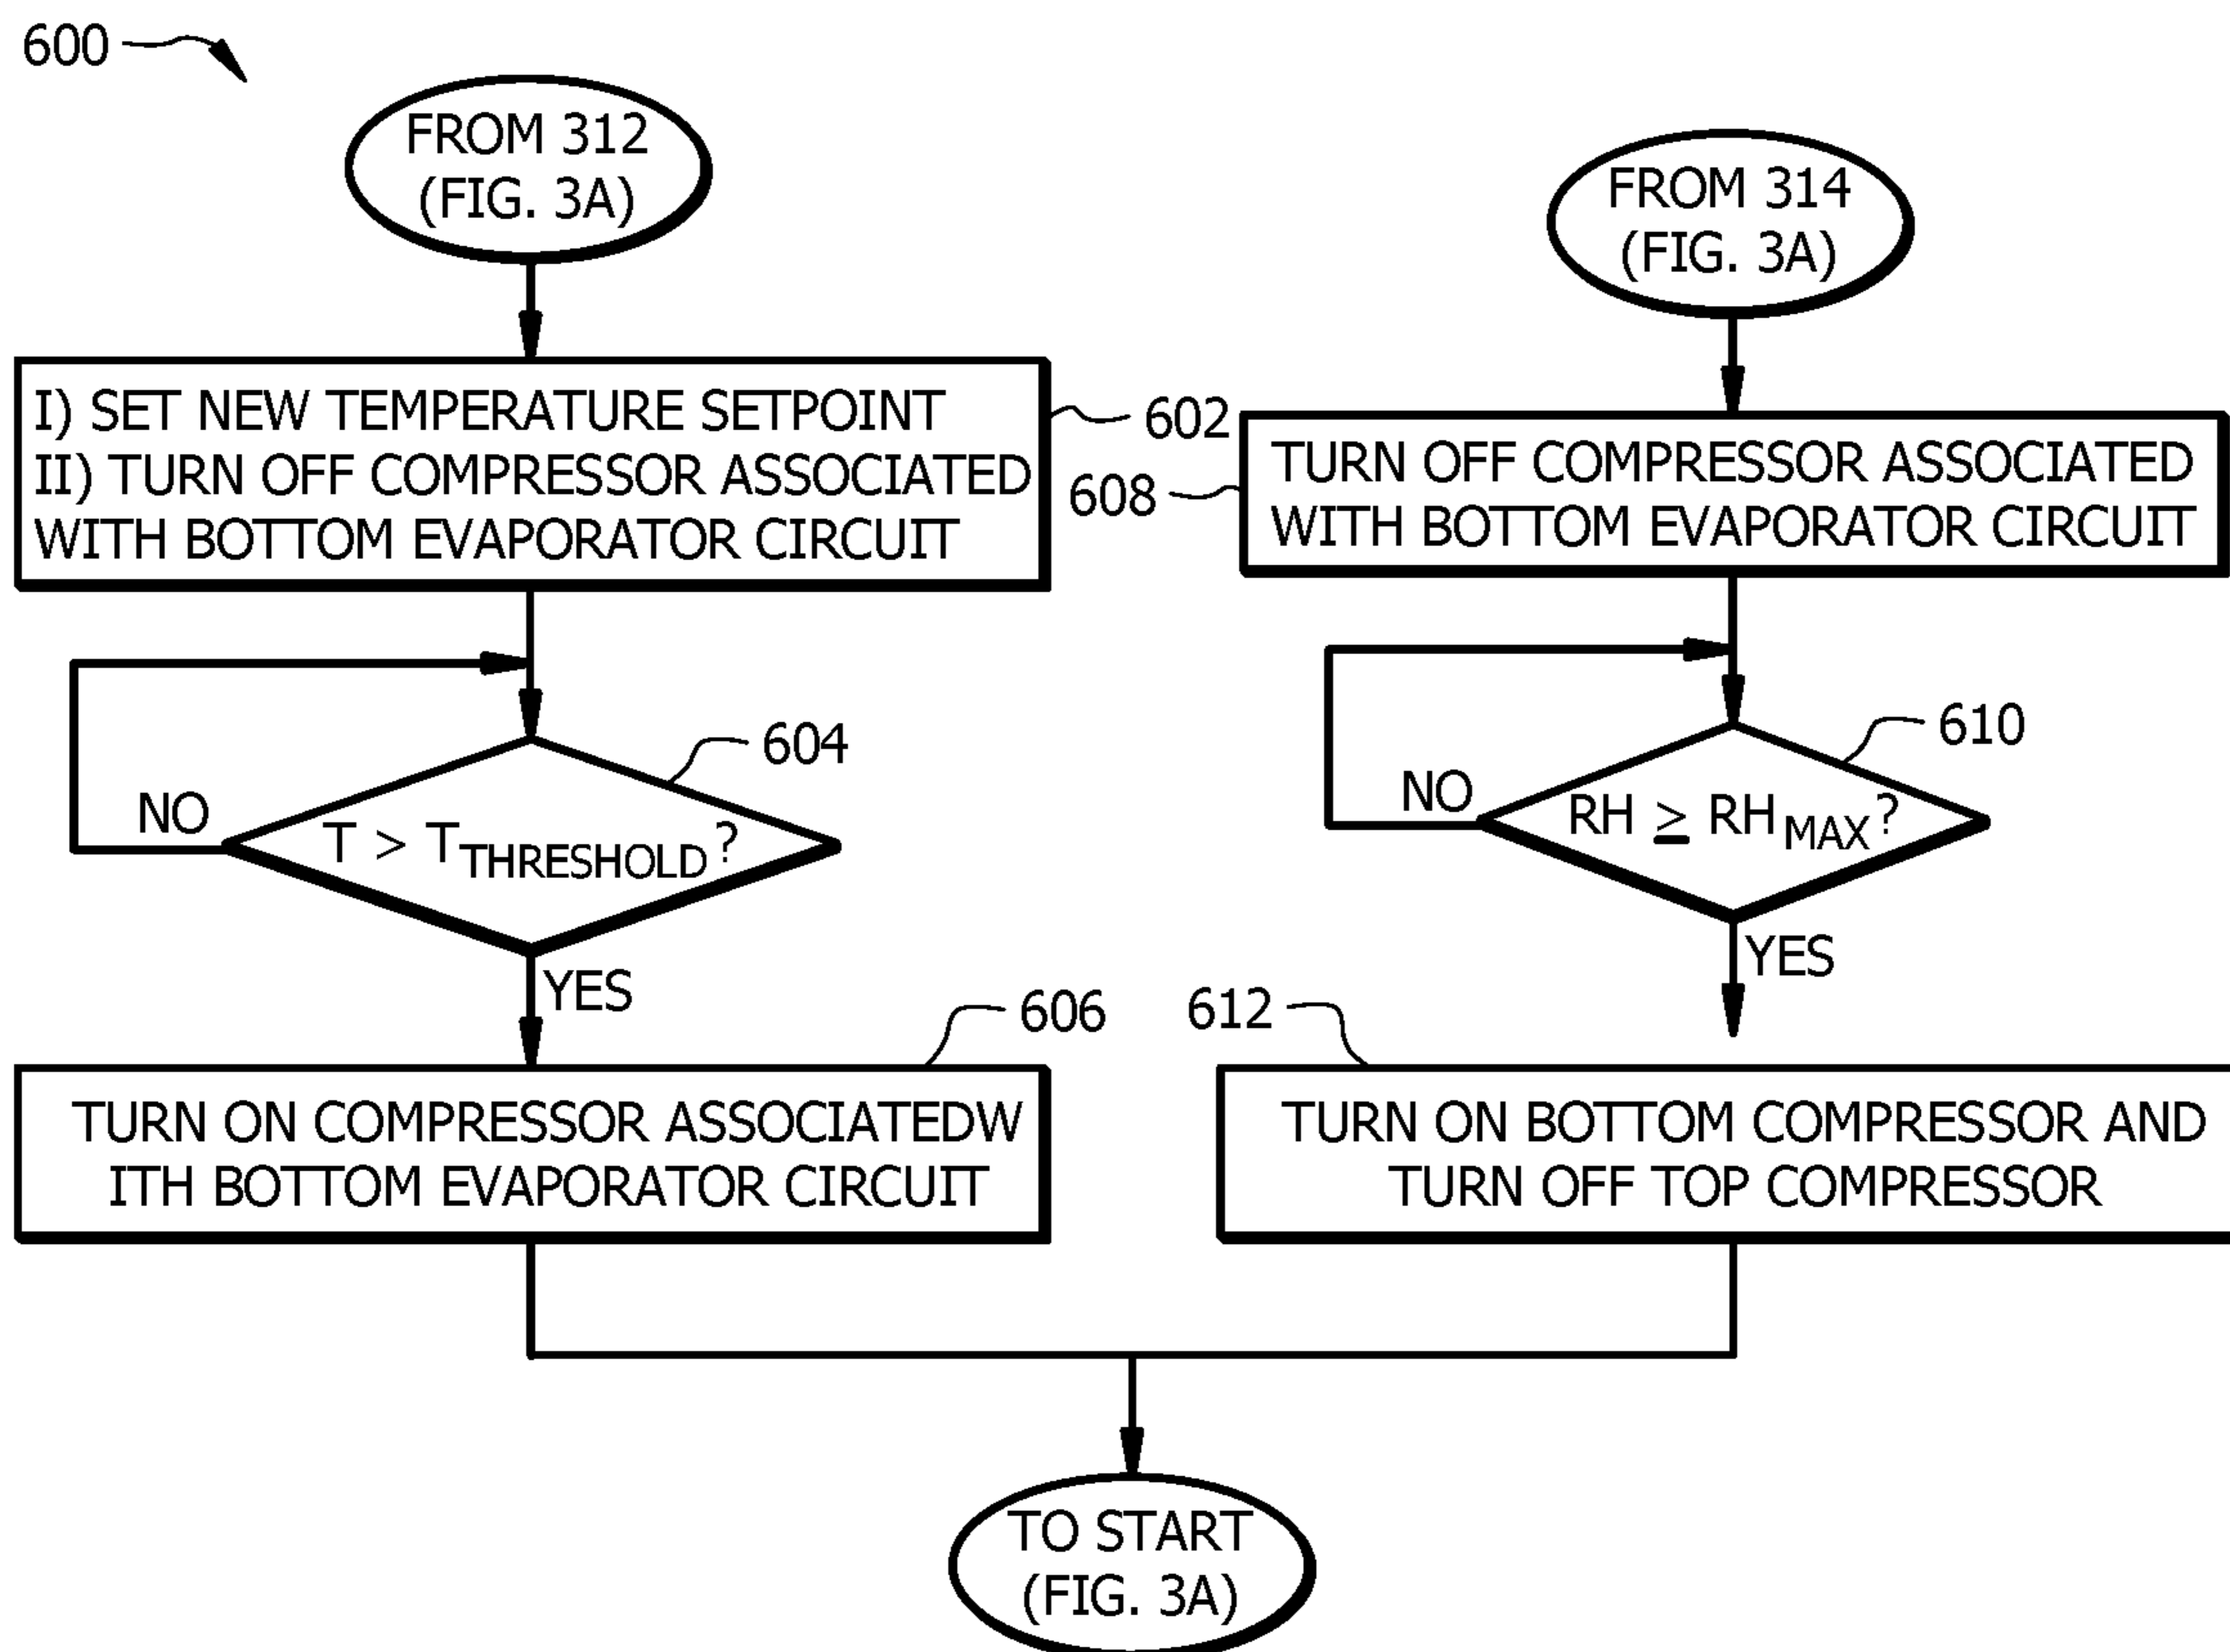 600
FROM 312
(FIG. 3A)
I) SET NEW TEMPERATURE SETPOINT
II) TURN OFF COMPRESSOR ASSOCIATED
WITH BOTTOM EVAPORATOR CIRCUIT
602
604
T > T THRESHOLD ?
NO
YES
606
TURN ON COMPRESSOR ASSOCIATEDW
ITH BOTTOM EVAPORATOR CIRCUIT
FROM 314
(FIG. 3A)
608
TURN OFF COMPRESSOR ASSOCIATED
WITH BOTTOM EVAPORATOR CIRCUIT
610
RH ≥ RH MAX ?
NO
YES
612
TURN ON BOTTOM COMPRESSOR AND
TURN OFF TOP COMPRESSOR
TO START
(FIG. 3A)